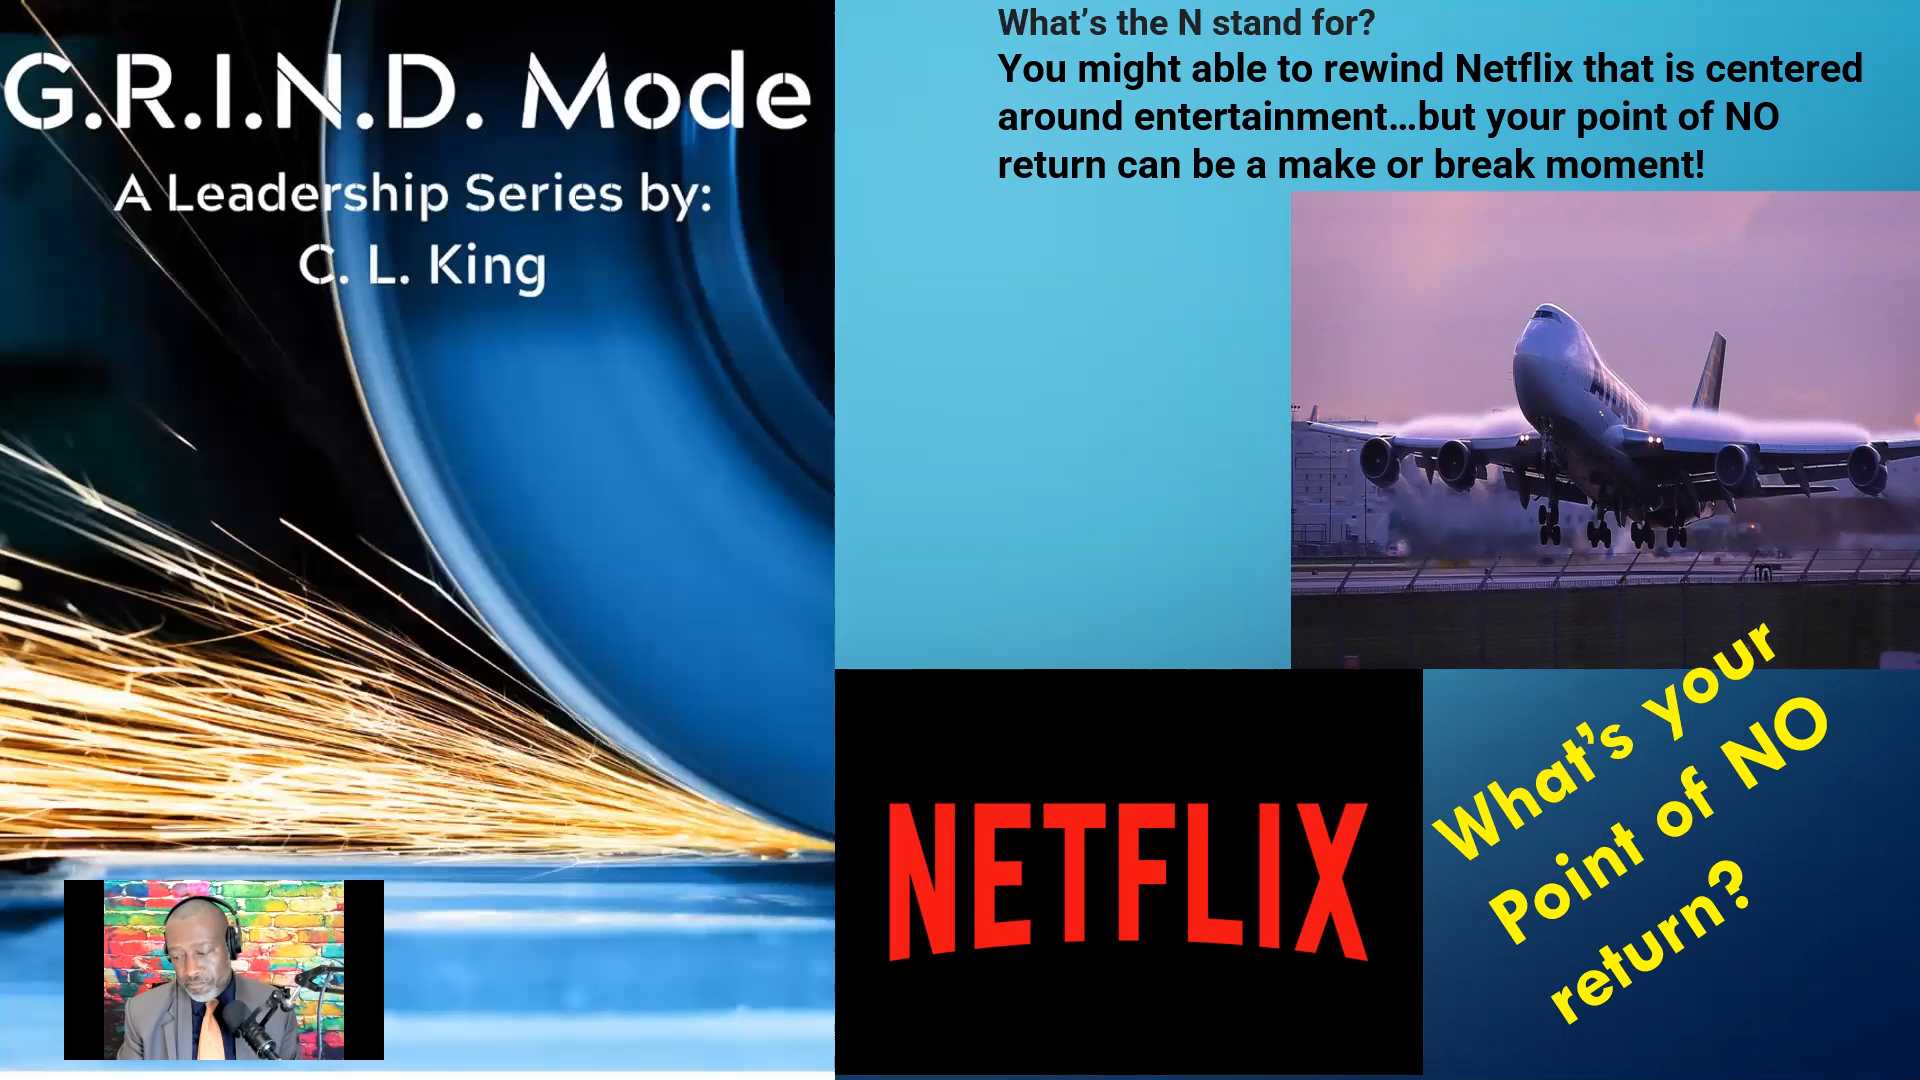 G.R.I.N.D. Mode
A Leadership Series by:
C. L. King
What's the N stand for?
You might able to rewind Netflix that is centered
around entertainment...but your point of NO
return can be a make or break moment!
NETFLIX
What's your
Point of NO
return?